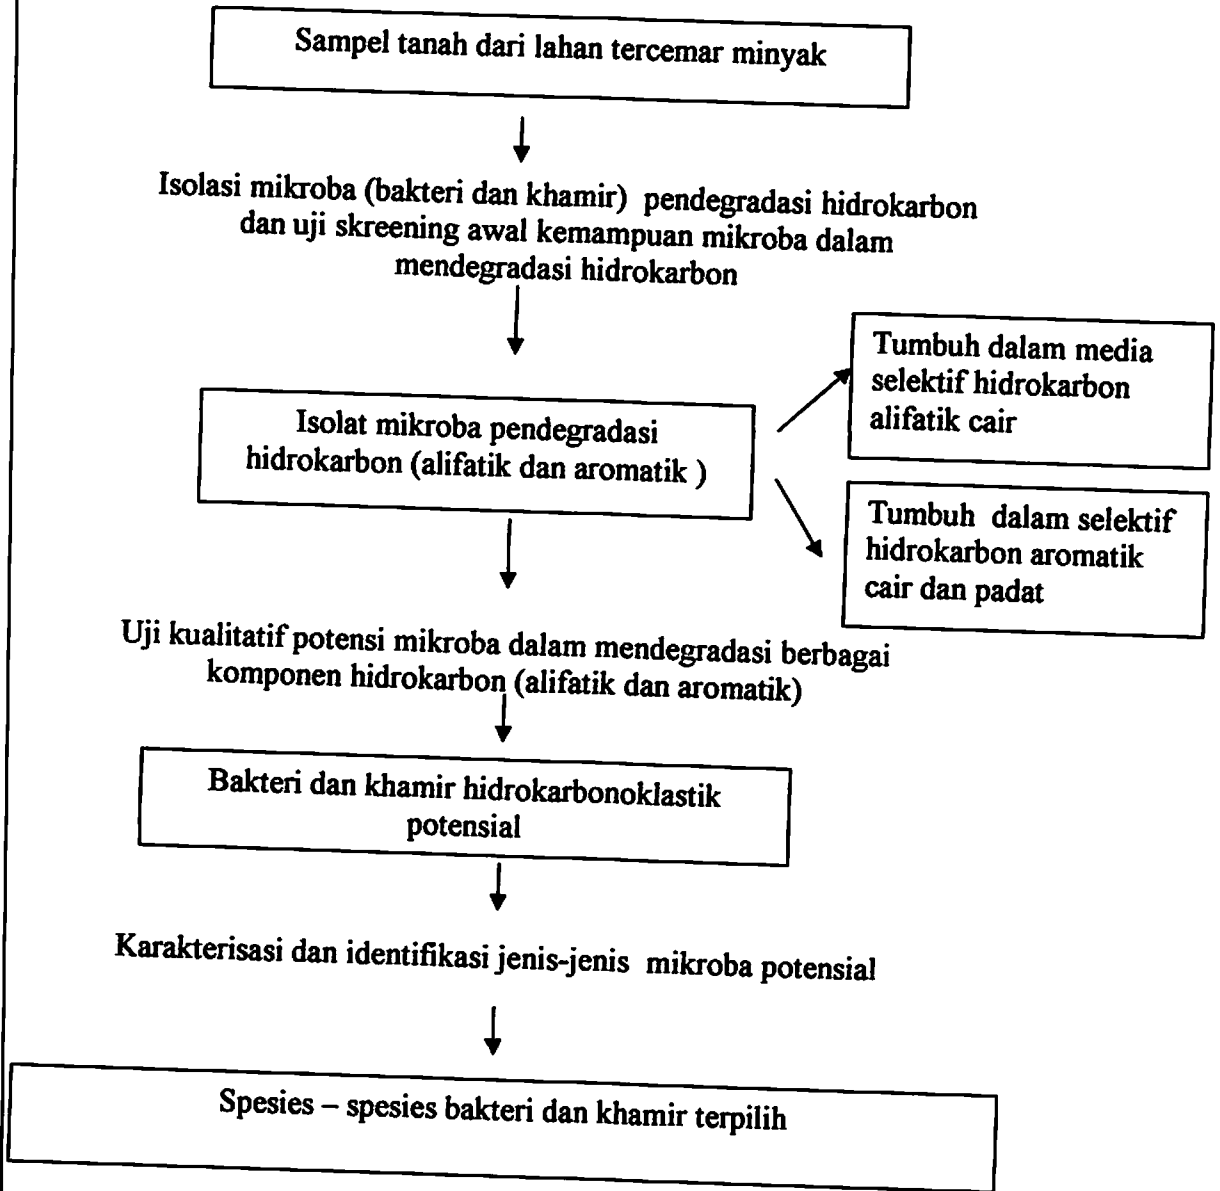 Sampel tanah dari lahan tercemar minyak
Isolasi mikroba (bakteri dan khamir) pendegradasi hidrokarbon
dan uji skreening awal kemampuan mikroba dalam
mendegradasi hidrokarbon
Isolat mikroba pendegradasi
hidrokarbon (alifatik dan aromatik )
Tumbuh dalam media
selektif hidrokarbon
alifatik cair
Tumbuh dalam selektif
hidrokarbon aromatik
cair dan padat
Uji kualitatif potensi mikroba dalam mendegradasi berbagai
komponen hidrokarbon (alifatik dan aromatik)
Bakteri dan khamir hidrokarbonoklastik
potensial
Karakterisasi dan identifikasi jenis-jenis mikroba potensial
Spesies – spesies bakteri dan khamir terpilih